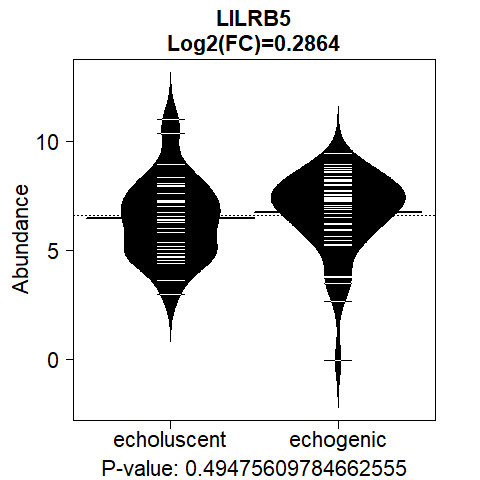 LILRB5
Log2(FC)=0.2864
10
5
0
Abundance
echoluscent echogenic
P-value: 0.49475609784662555